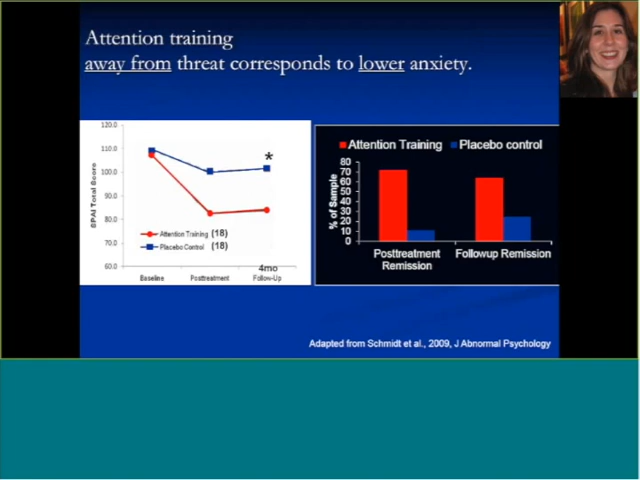 Attention training
away from threat corresponds to lower anxiety.
120.0
110.0
100.0
90.0
80.0
70.0
60.0
SPAI Total Score
*
Attention Training (18)
Placebo Control (18)
4mo
Baseline Posttreatment Follow-Up
Attention Training Placebo control
80
70
60
50
40
30
20
10
0
% of Sample
Posttreatment Followup Remission
Remission
Adapted from Schmidt et al., 2009, J Abnormal Psychology